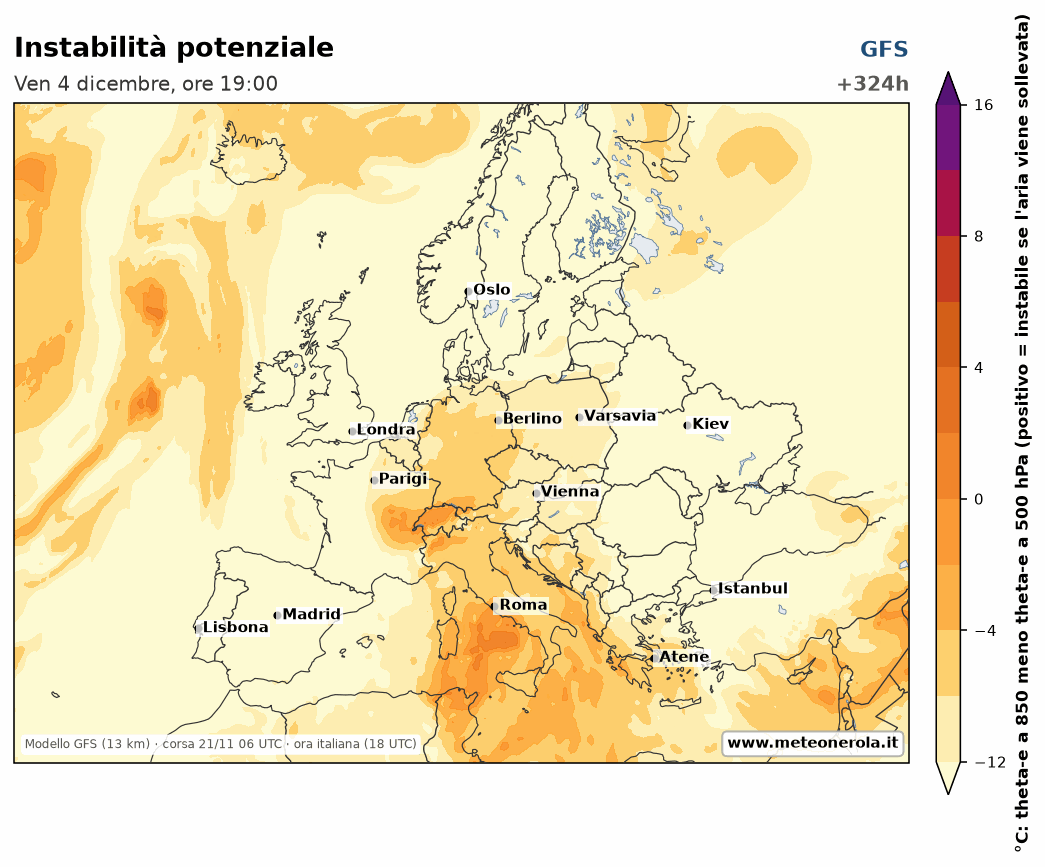 Instabilità potenziale
GFS
Ven 4 dicembre, ore 19:00
+324h
Oslo
Londra
Berlino
Varsavia
Kiev
Parigi
Vienna
Istanbul
Roma
Madrid
Lisbona
Atene
Modello GFS (13 km) · corsa 21/11 06 UTC · ora italiana (18 UTC)
www.meteonerola.it
16
8
4
0
−4
−12
°C: theta-e a 850 meno theta-e a 500 hPa (positivo = instabile se l'aria viene sollevata)